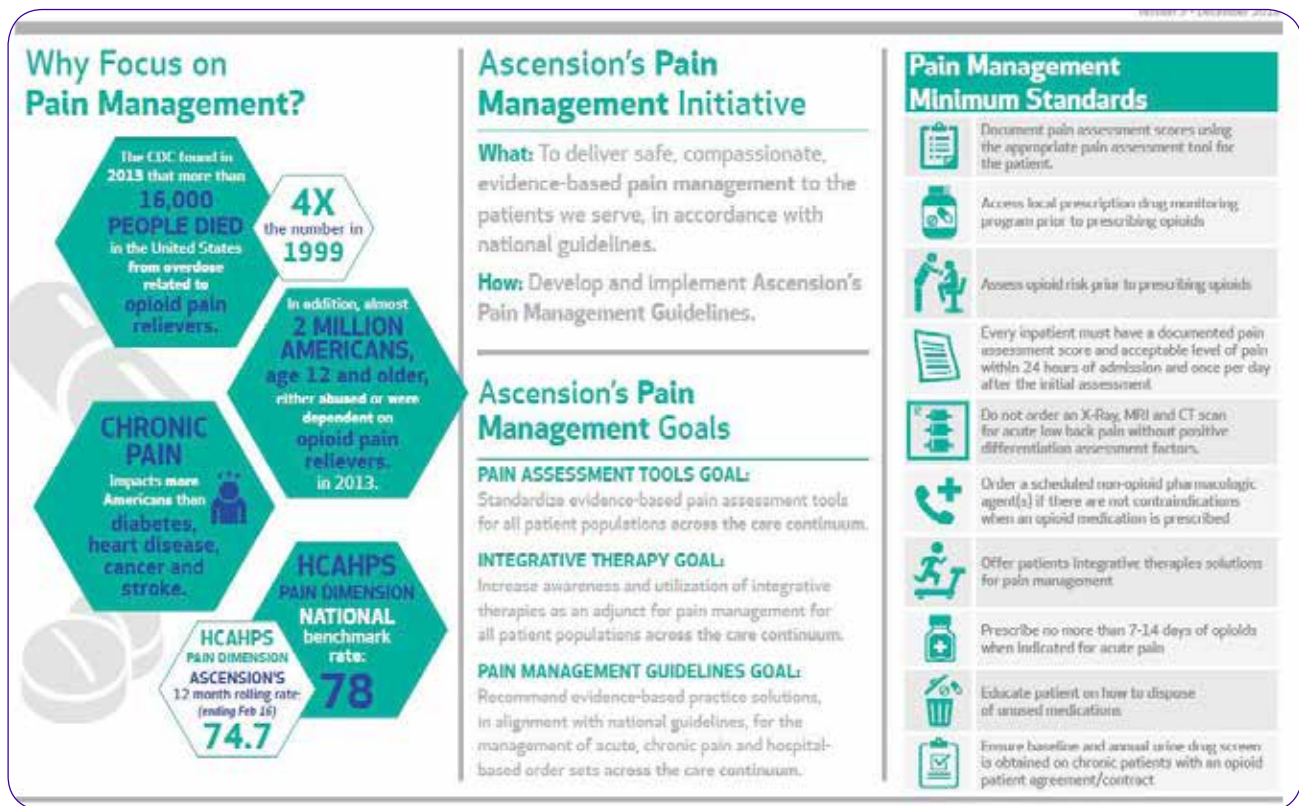 Why Focus on
Pain Management?
The CDC found in
2013 that more than
16,000
PEOPLE DIED
in the United States
from overdose
related to
opioid pain
relievers.
4X
the number in
1999
In addition, almost
2 MILLION
AMERICANS,
age 12 and older,
either abused or were
dependent on
opioid pain
relievers.
in 2013.
CHRONIC
PAIN
Impacts more
Americans than
diabetes,
heart disease,
cancer and
stroke.
HCAHPS
PAIN DIMENSION
NATIONAL
benchmark
rate:
78
HCAHPS
PAIN DIMENSION
ASCENSION'S
12 month rolling rate
(ending Feb 16)
74.7
Ascension's Pain
Management Initiative
What: To deliver safe, compassionate,
evidence-based pain management to the
patients we serve, in accordance with
national guidelines.
How: Develop and implement Ascension's
Pain Management Guidelines.
Ascension's Pain
Management Goals
PAIN ASSESSMENT TOOLS GOAL:
Standardize evidence-based pain assessment tools
for all patient populations across the care continuum.
INTEGRATIVE THERAPY GOAL:
Increase awareness and utilization of integrative
therapies as an adjunct for pain management for
all patient populations across the care continuum.
PAIN MANAGEMENT GUIDELINES GOAL:
Recommend evidence-based practice solutions,
in alignment with national guidelines, for the
management of acute, chronic pain and hospital-
based order sets across the care continuum.
Pain Management
Minimum Standards
Document pain assessment scores using
the appropriate pain assessment tool for
the patient.
Access local prescription drug monitoring
program prior to prescribing opioids
Assess opioid risk prior to prescribing opioids
Every inpatient must have a documented pain
assessment score and acceptable level of pain
within 24 hours of admission and once per day
after the initial assessment
Do not order an X-Ray, MRI and CT scan
for acute low back pain without positive
differentiation assessment factors.
Order a scheduled non-opioid pharmacologic
agent(s) if there are not contraindications
when an opioid medication is prescribed
Offer patients integrative therapies solutions
for pain management
Prescribe no more than 7-14 days of opioids
when indicated for acute pain
Educate patient on how to dispose
of unused medications
Ensure baseline and annual urine drug screen
is obtained on chronic patients with an opioid
patient agreement/contract